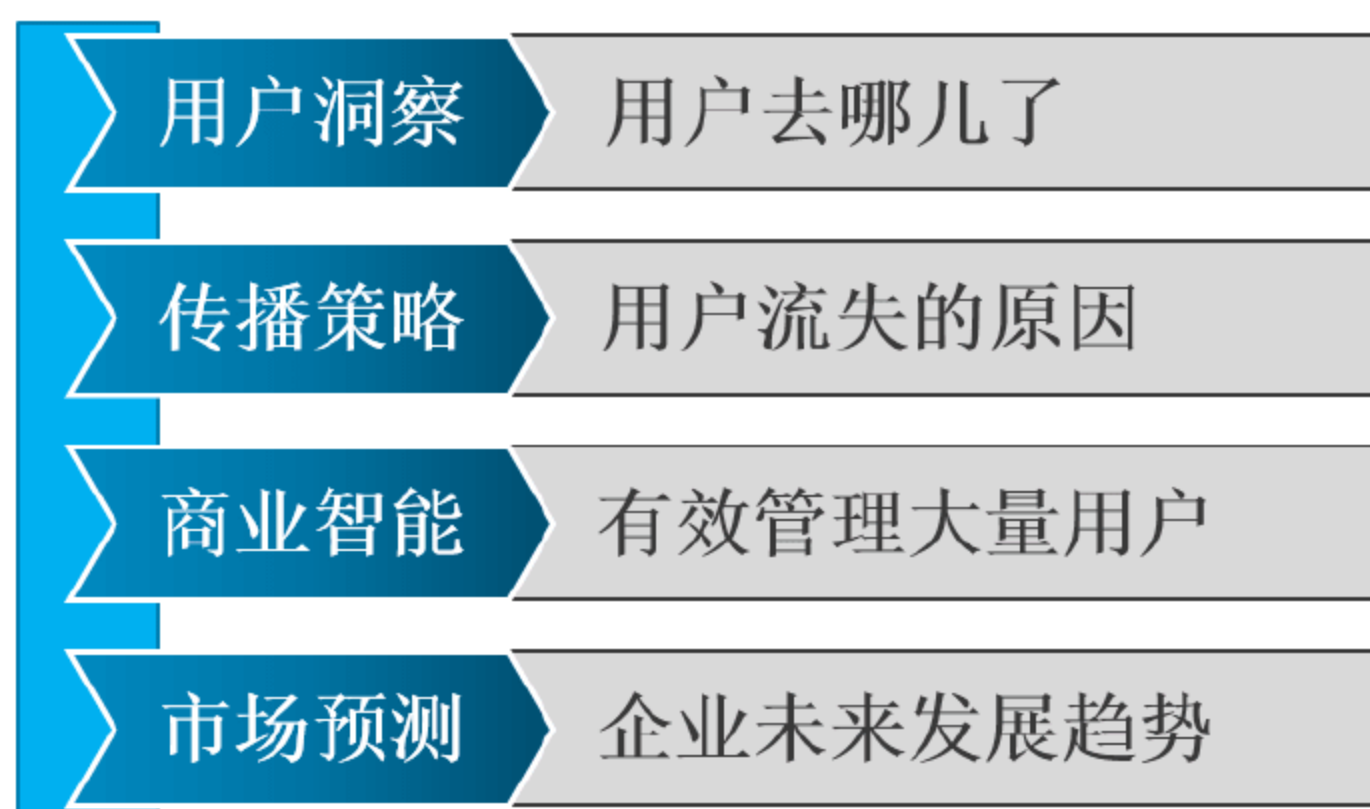 用户洞察 用户去哪儿了
传播策略 用户流失的原因
商业智能 有效管理大量用户
市场预测 企业未来发展趋势